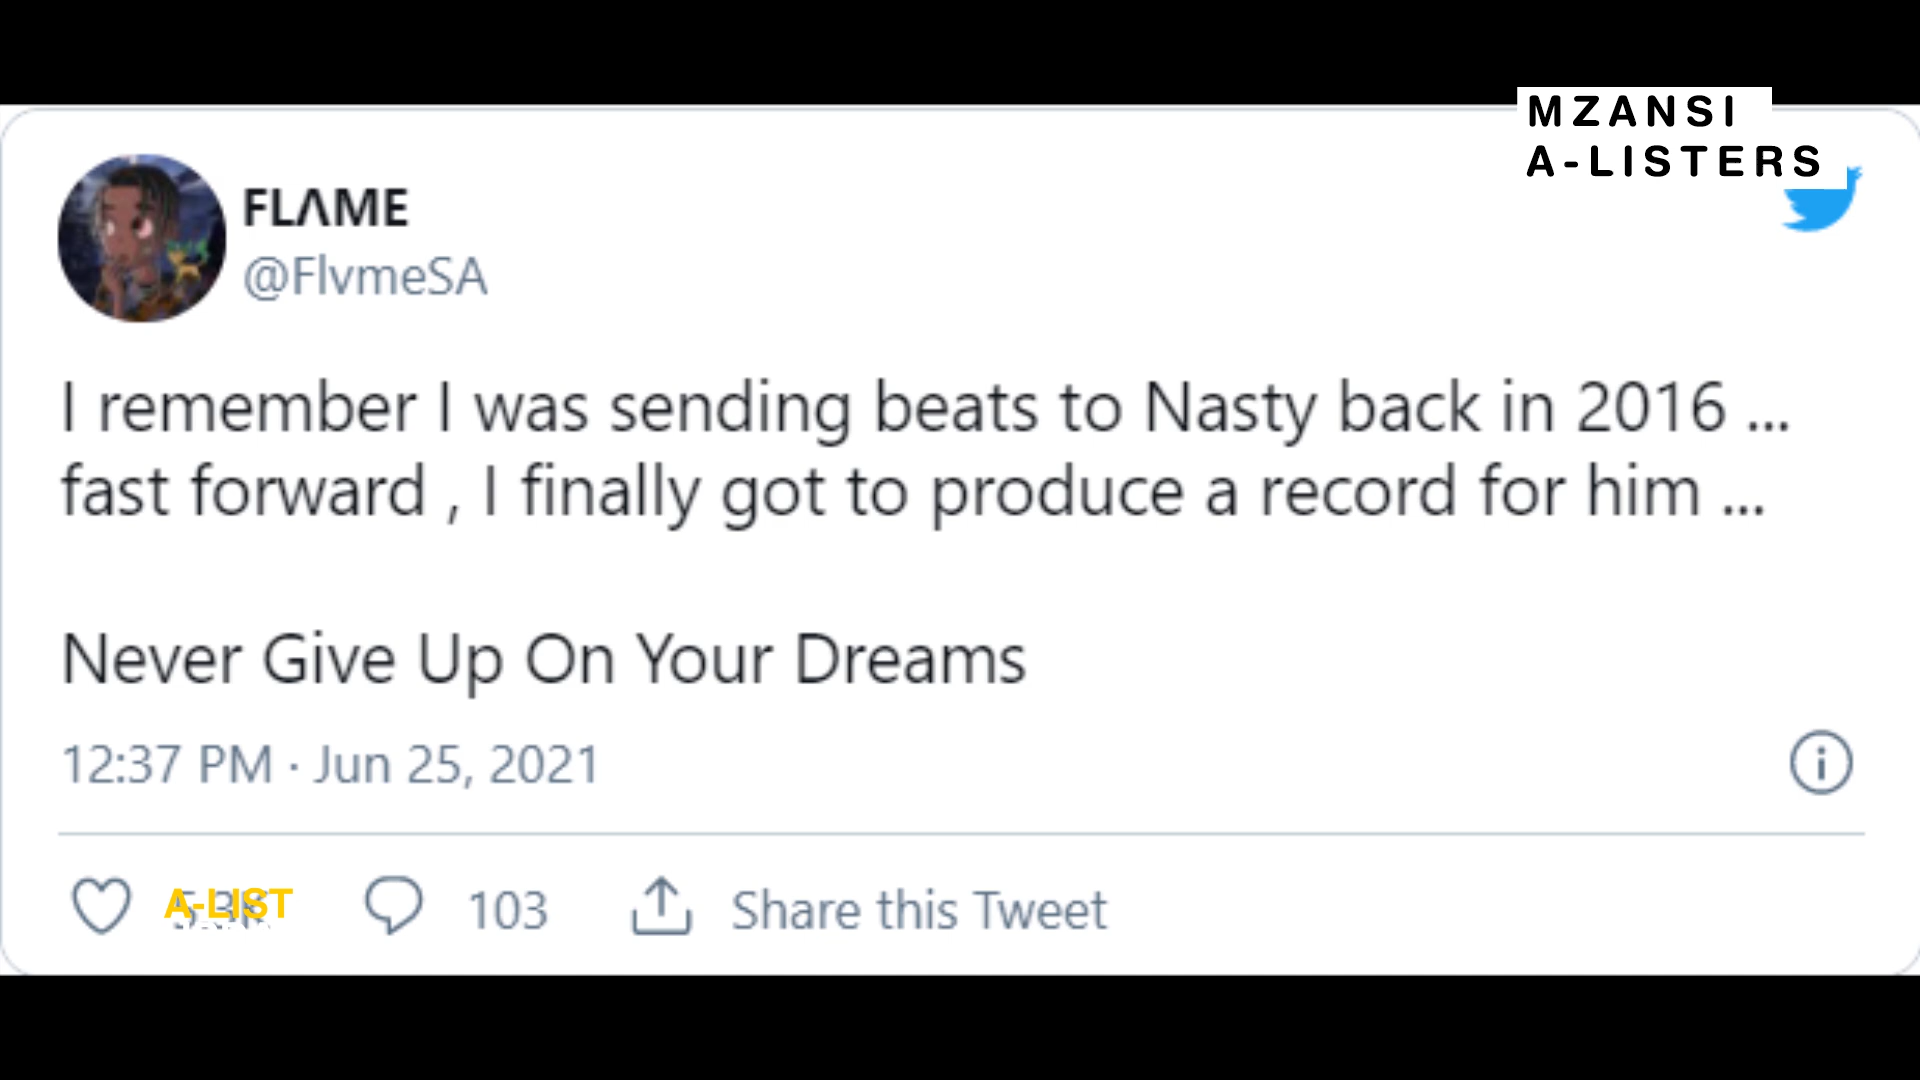 MZANSI
A-LISTERS
FLΛME
@FlvmeSA
I remember I was sending beats to Nasty back in 2016 ...
fast forward , I finally got to produce a record for him ...
Never Give Up On Your Dreams
12:37 PM · Jun 25, 2021
A-LIST
103
Share this Tweet